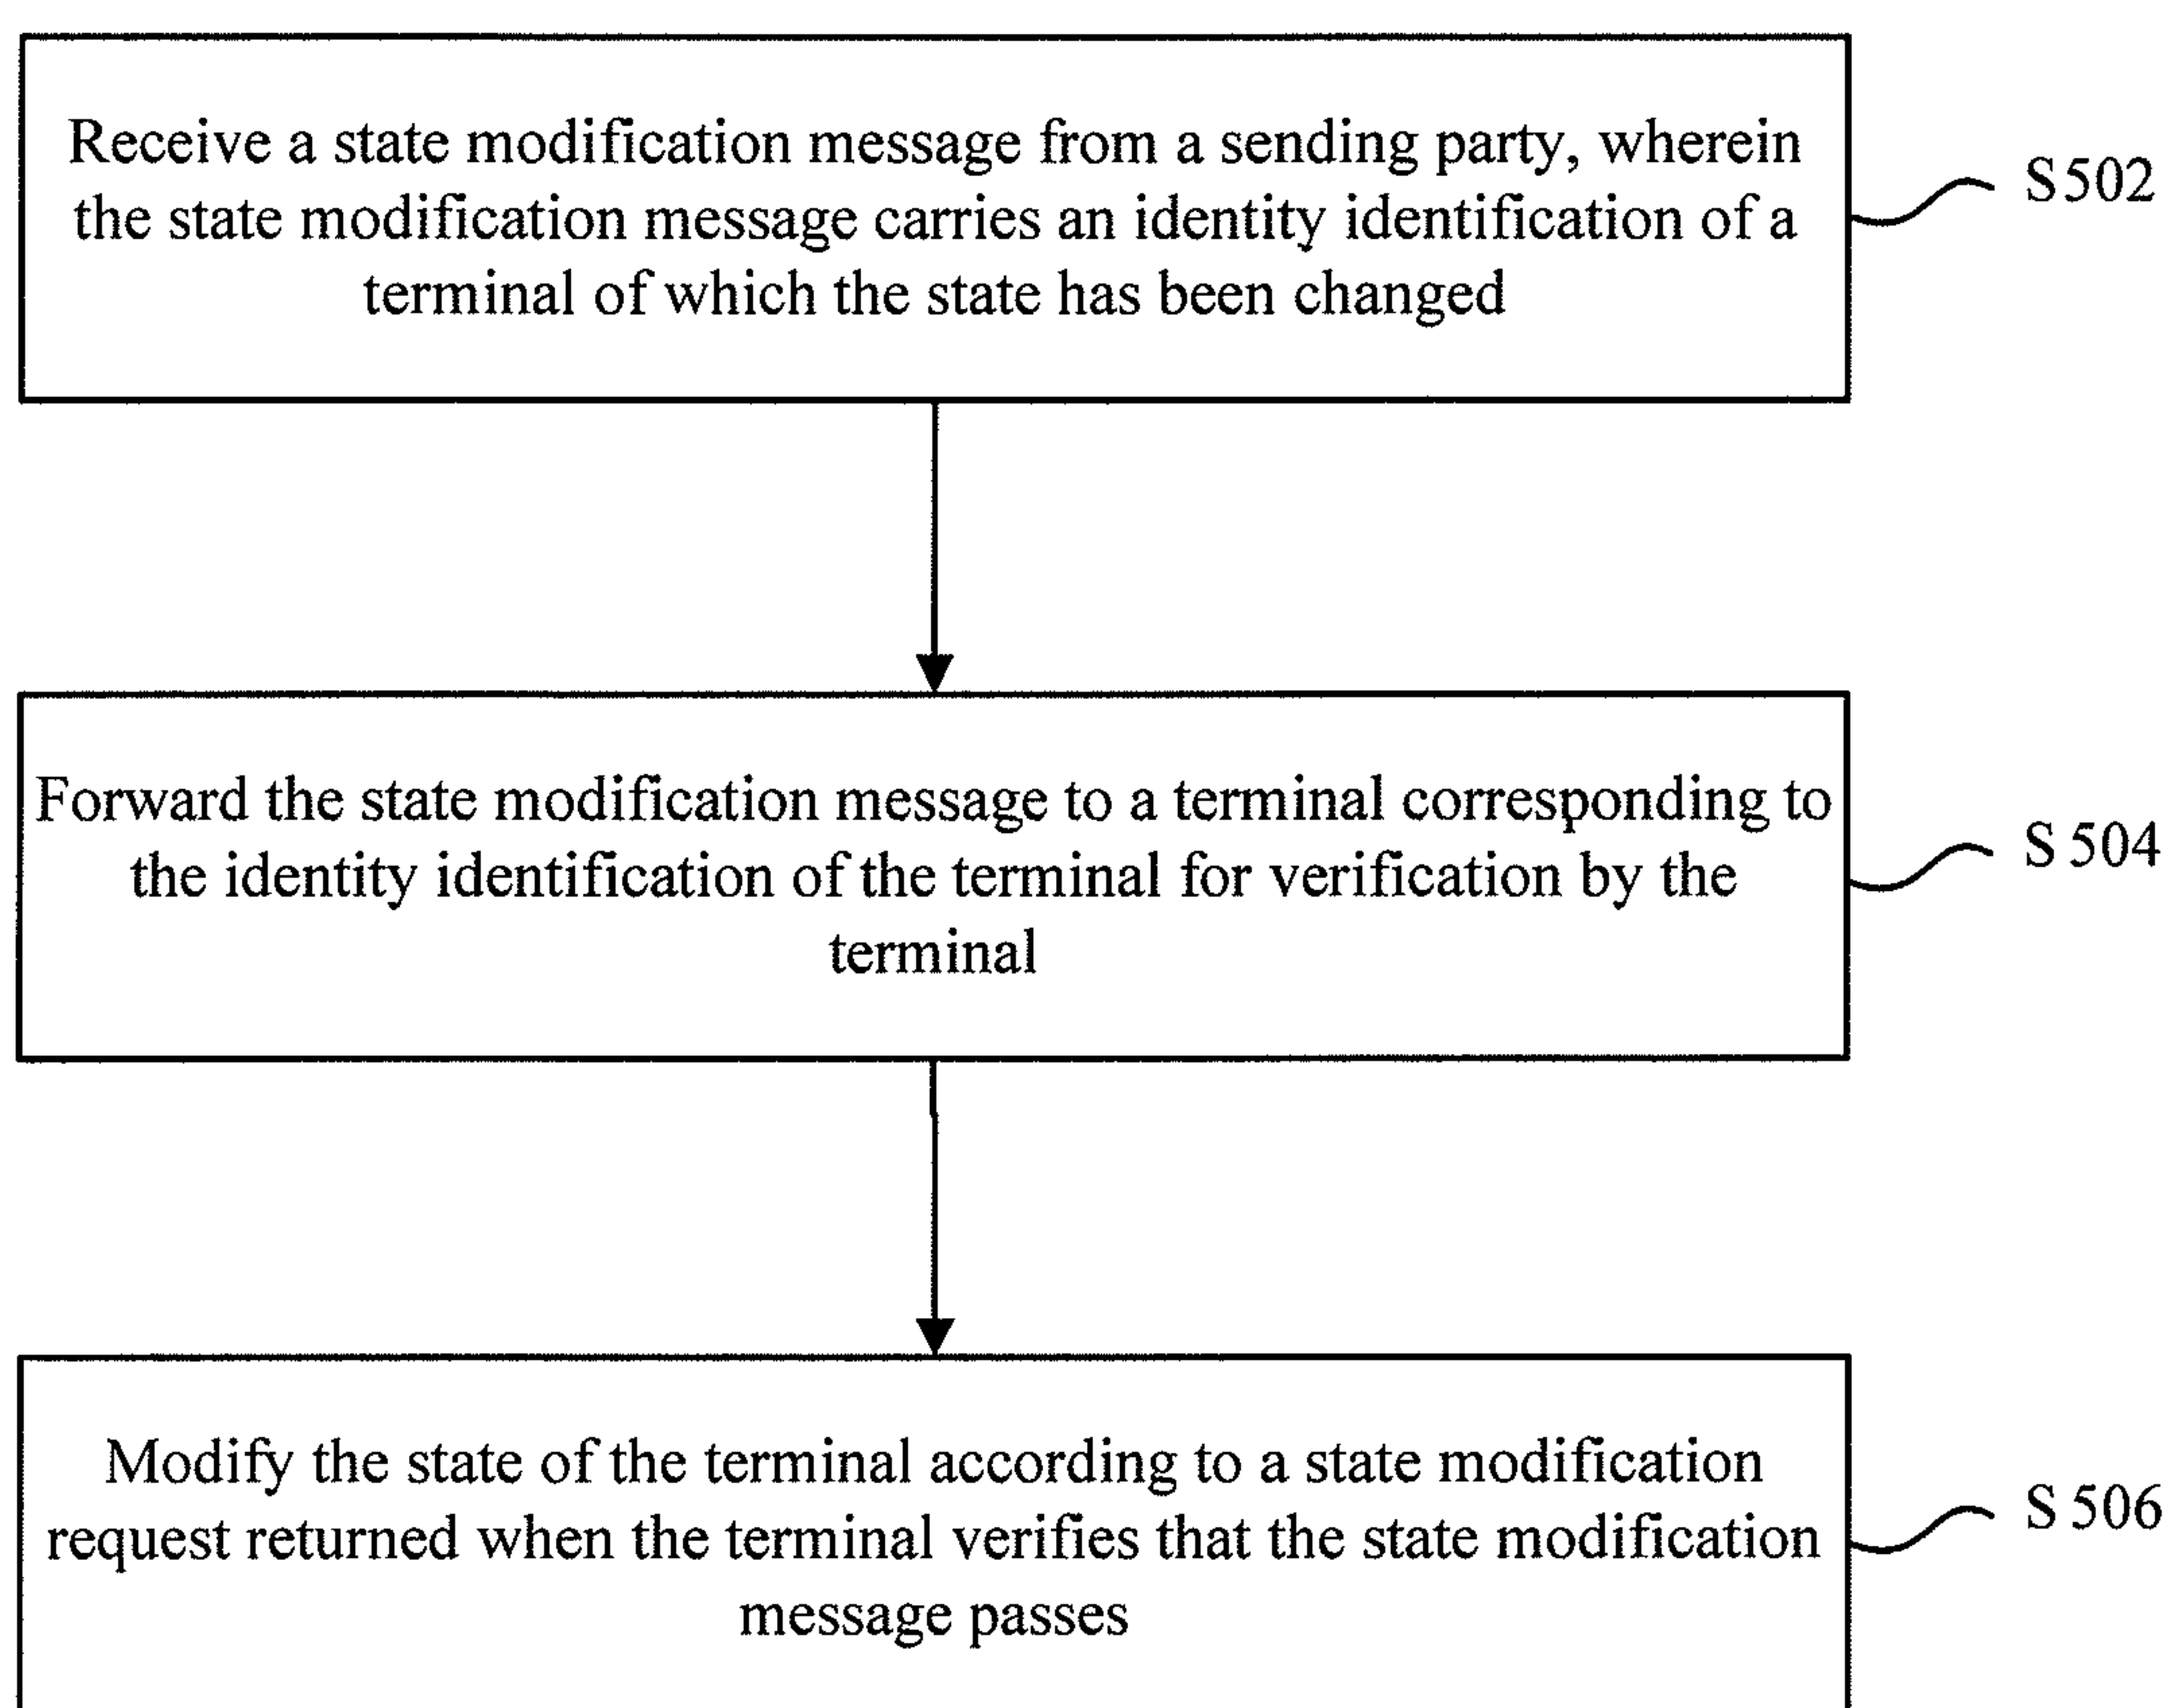 Receive a state modification message from a sending party, wherein
the state modification message carries an identity identification of a
terminal of which the state has been changed
S502
Forward the state modification message to a terminal corresponding to
the identity identification of the terminal for verification by the
terminal
S 504
Modify the state of the terminal according to a state modification
request returned when the terminal verifies that the state modification
message passes
S 506